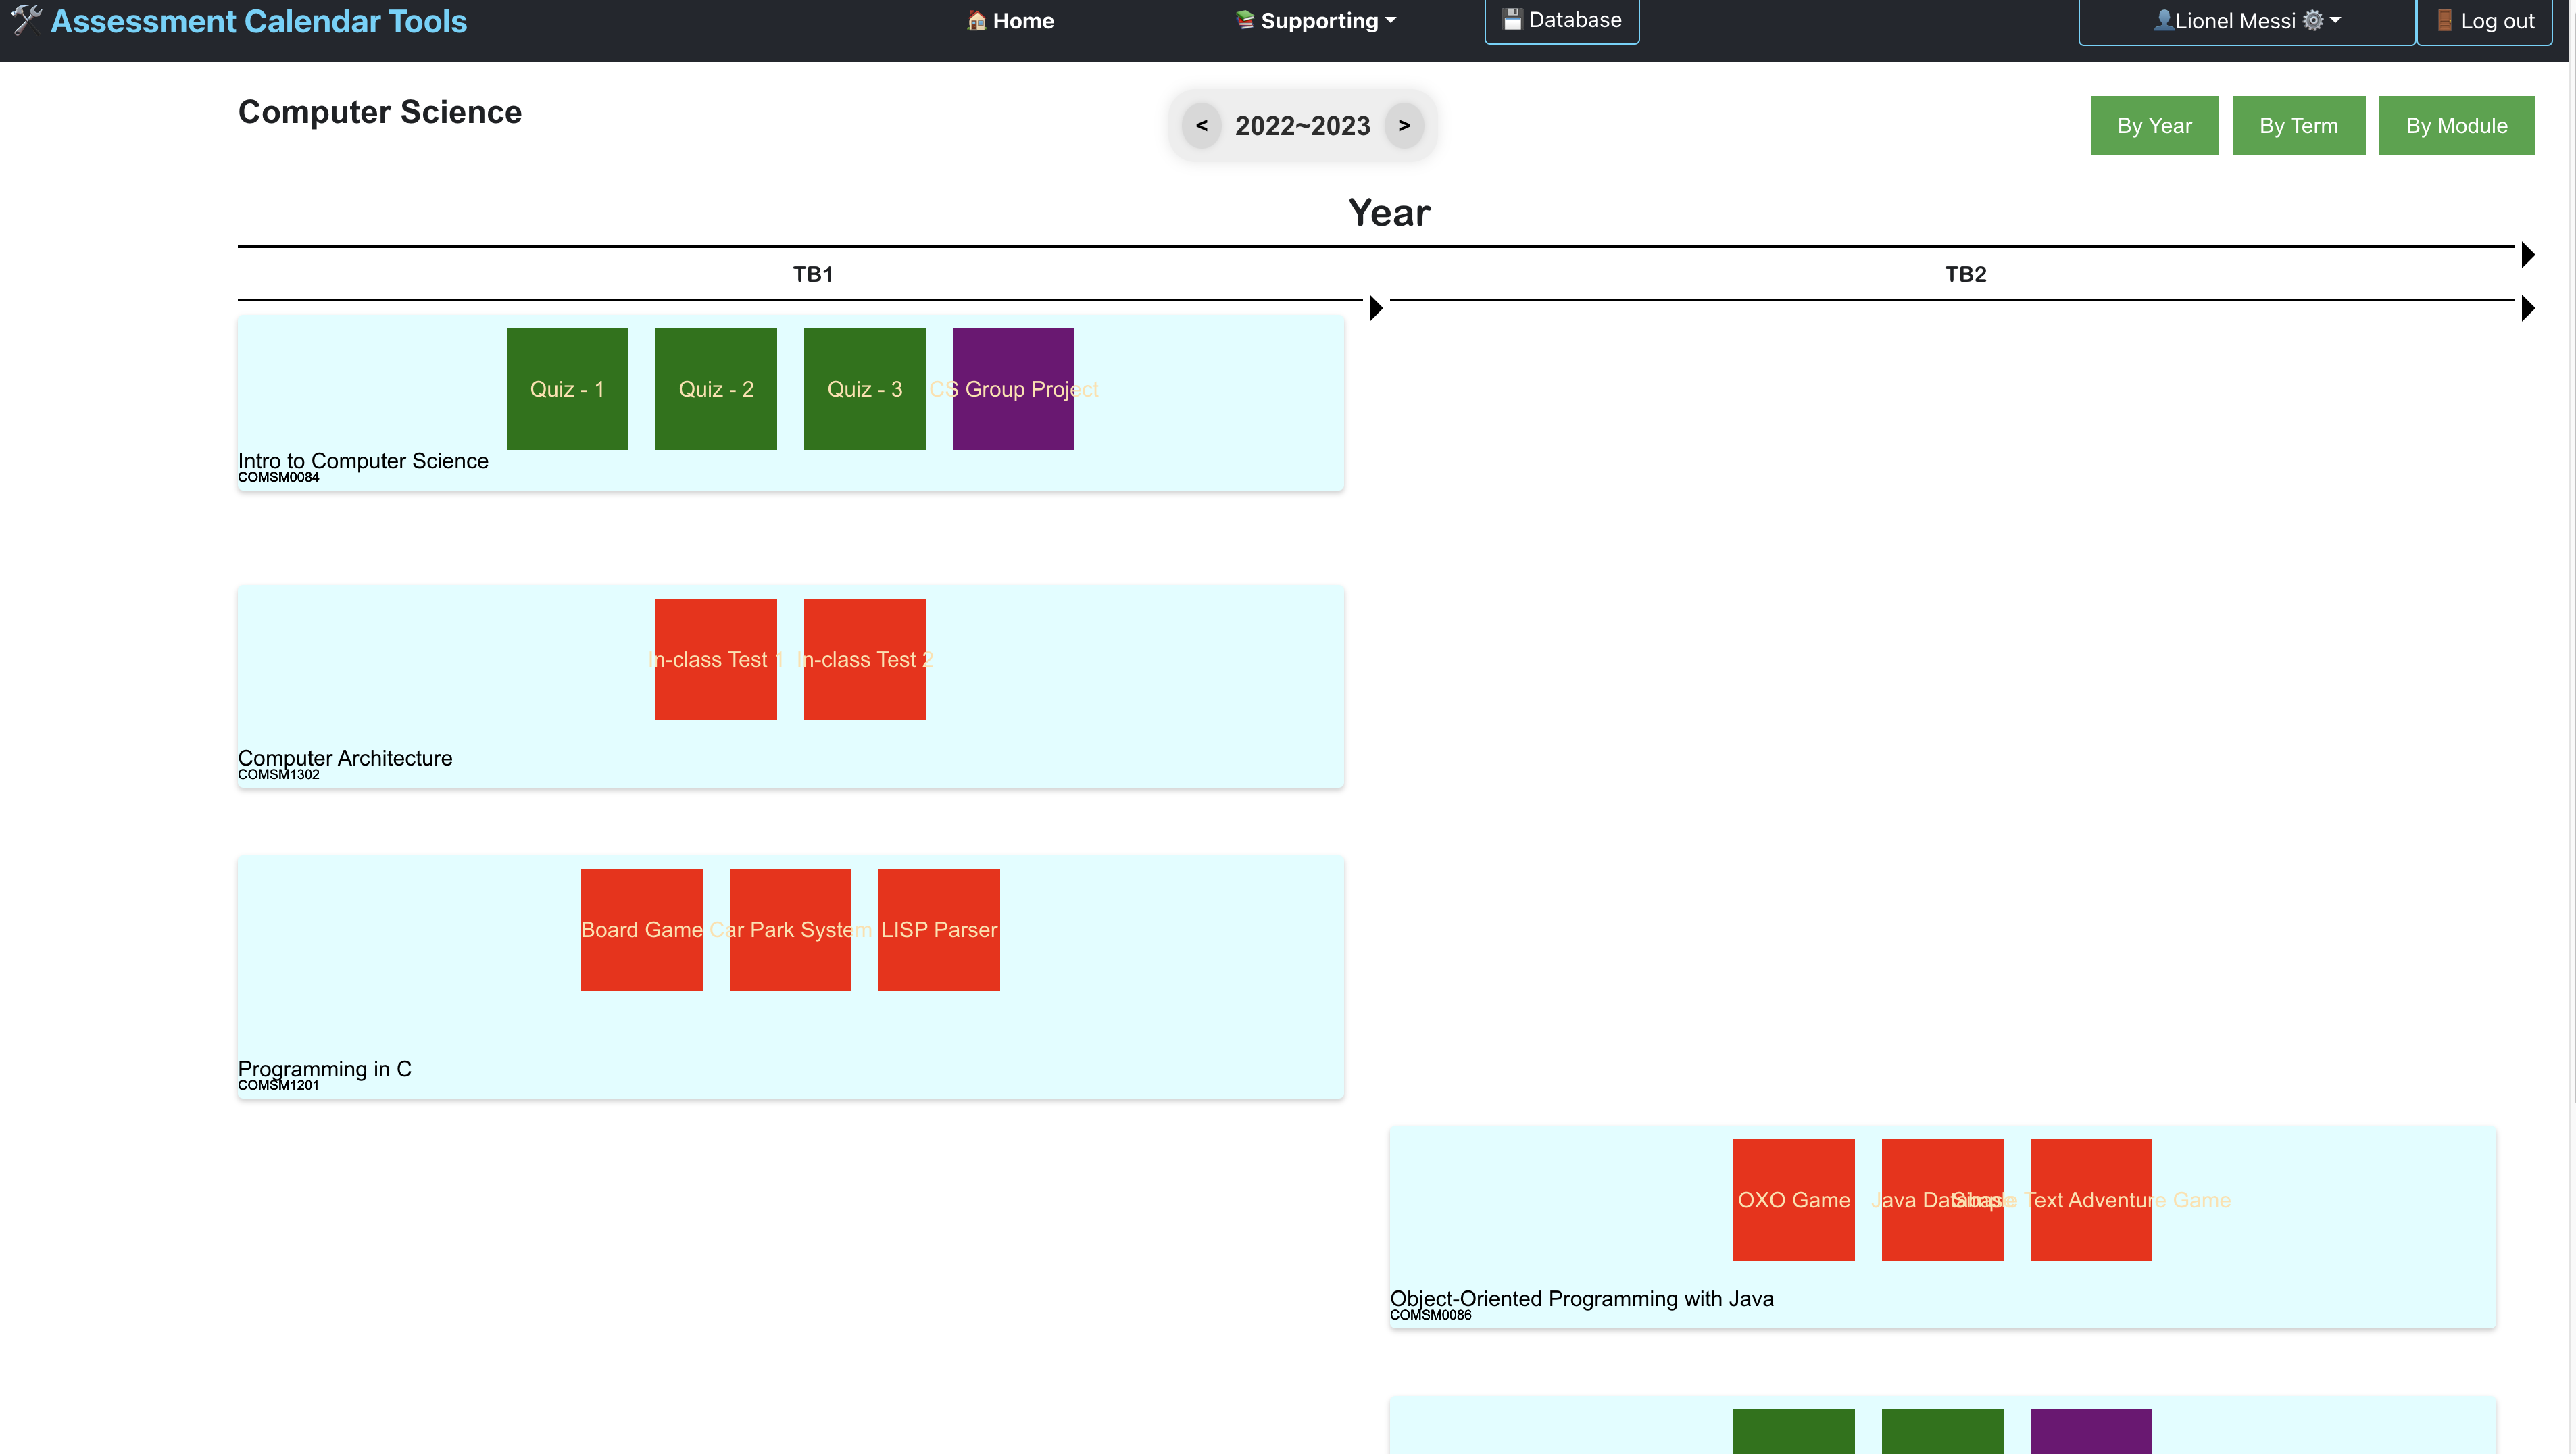 Assessment Calendar Tools
Home
Supporting
Database
Lionel Messi
Log out
Computer Science
<
2022~2023
>
By Year
By Term
By Module
Year
TB1
TB2
Quiz - 1
Quiz - 2
Quiz - 3
CS Group Project
Intro to Computer Science
COMSM0084
In-class Test 1
In-class Test 2
Computer Architecture
COMSM1302
Board Game
Car Park System
LISP Parser
Programming in C
COMSM1201
OXO Game
Java Database
Simple Text Adventure Game
Object-Oriented Programming with Java
COMSM0086